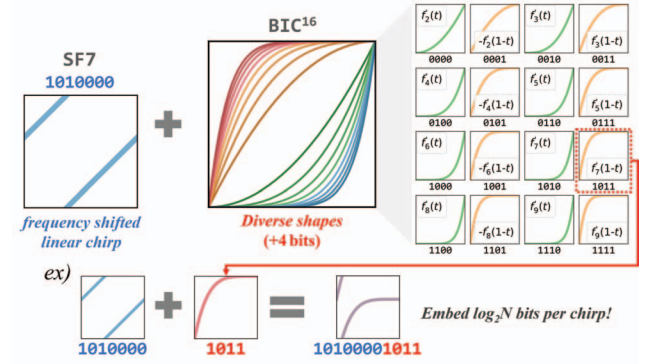 SF7
1010000
BIC16
frequency shifted
linear chirp
Diverse shapes
(+4 bits)
f2(t)
-f2(1-t)
f3(t)
-f3(1-t)
0000
0001
0010
0011
f4(t)
-f4(1-t)
f5(t)
-f5(1-t)
0100
0101
0110
0111
f6(t)
-f6(1-t)
f7(t)
-f7(1-t)
1000
1001
1010
1011
f8(t)
-f8(1-t)
f9(t)
-f9(1-t)
1100
1101
1110
1111
ex)
1010000
1011
10100001011
Embed log2N bits per chirp!